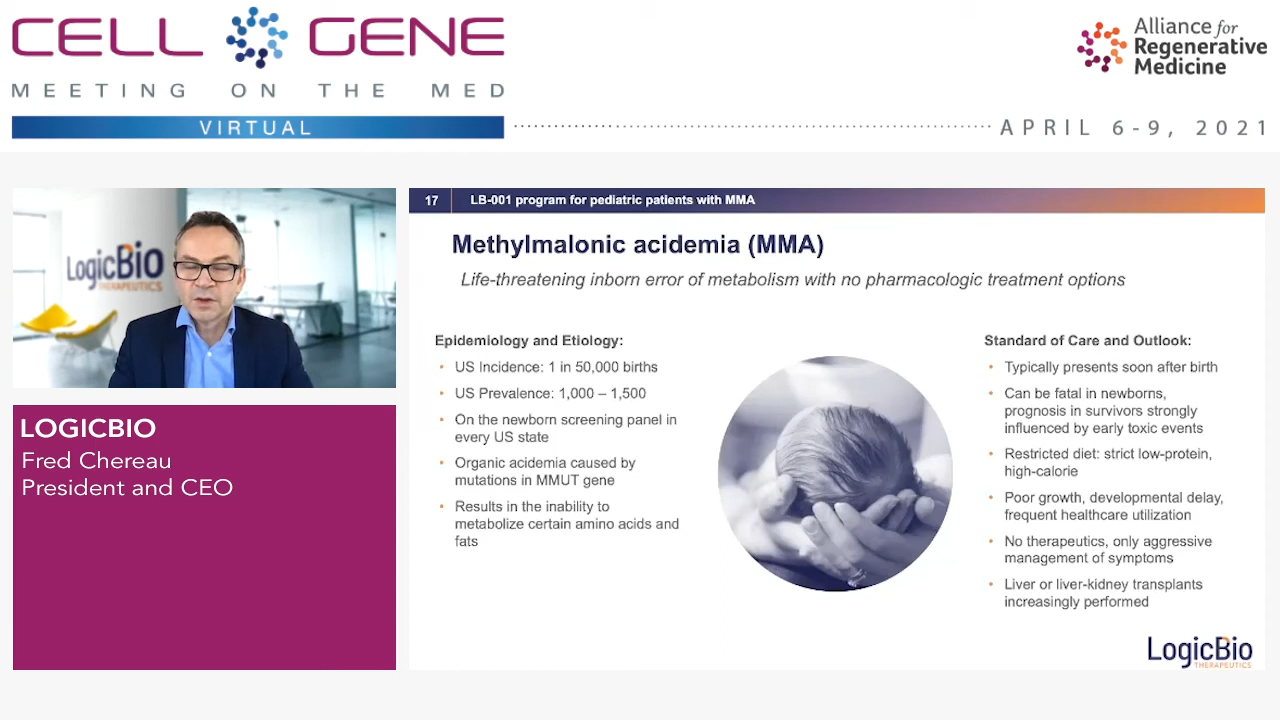 CELL GENE
MEETING ON THE MED
VIRTUAL
Alliance for
Regenerative
Medicine
APRIL 6-9, 2021
LogicBio
THERAPEUTICS
LOGICBIO
Fred Chereau
President and CEO
17
LB-001 program for pediatric patients with MMA
Methylmalonic acidemia (MMA)
Life-threatening inborn error of metabolism with no pharmacologic treatment options
Epidemiology and Etiology:
• US Incidence: 1 in 50,000 births
• US Prevalence: 1,000 – 1,500
• On the newborn screening panel in
every US state
• Organic acidemia caused by
mutations in MMUT gene
• Results in the inability to
metabolize certain amino acids and
fats
Standard of Care and Outlook:
• Typically presents soon after birth
• Can be fatal in newborns,
prognosis in survivors strongly
influenced by early toxic events
• Restricted diet: strict low-protein,
high-calorie
• Poor growth, developmental delay,
frequent healthcare utilization
• No therapeutics, only aggressive
management of symptoms
• Liver or liver-kidney transplants
increasingly performed
LogicBio
THERAPEUTICS